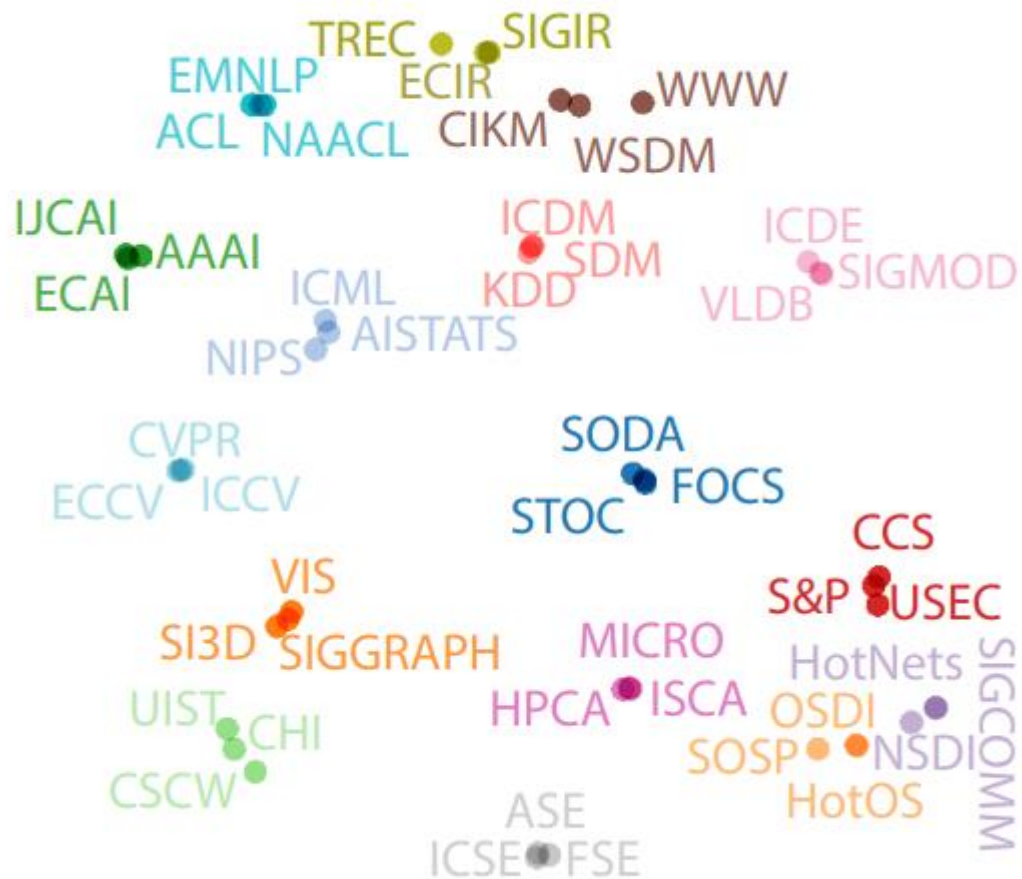 TREC SIGIR
ECIR
EMNLP
ACL NAACL
WWW
CIKM
WSDM
IJCAI
AAAI
ECAI
ICDM
SDM
KDD
ICDE
SIGMOD
VLDB
ICML
AISTATS
NIPS
CVPR
ECCV ICCV
SODA
FOCS
STOC
CCS
S&P USEC
VIS
SI3D SIGGRAPH
MICRO
HPCA ISCA
HotNets
SIGCOMM
NSDI
OSDI
SOSP
HotOS
UIST
CHI
CSCW
ASE
ICSE FSE